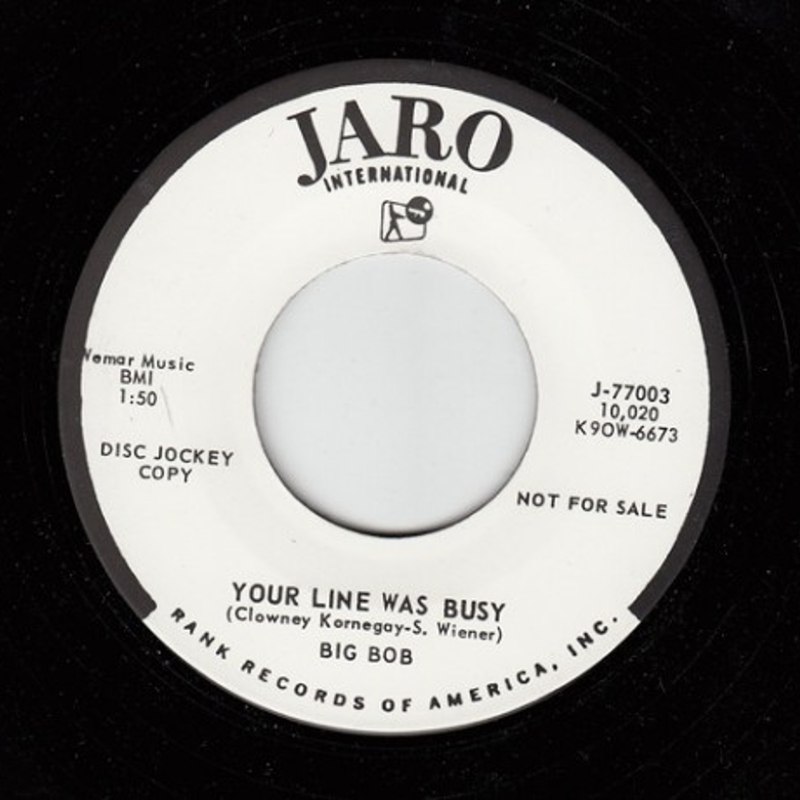 JARO
INTERNATIONAL
Wemar Music
BMI
1:50
DISC JOCKEY
COPY
J-77003
10,020
K9OW-6673
NOT FOR SALE
YOUR LINE WAS BUSY
(Clowney Kornegay-S. Wiener)
BIG BOB
RANK RECORDS OF AMERICA, INC.